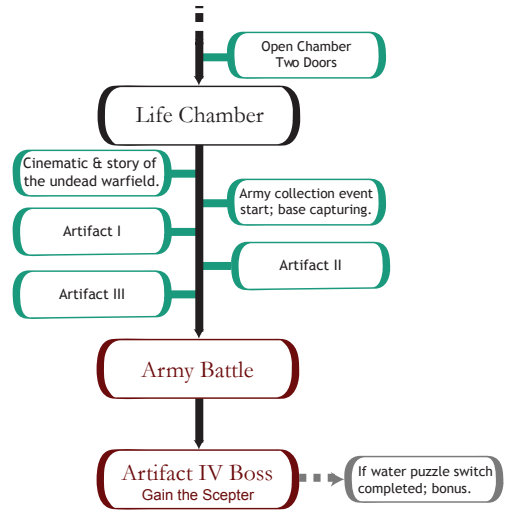 Open Chamber
Two Doors
Life Chamber
Cinematic & story of
the undead warfield.
Army collection event
start; base capturing.
Artifact I
Artifact II
Artifact III
Army Battle
Artifact IV Boss
Gain the Scepter
If water puzzle switch
completed; bonus.